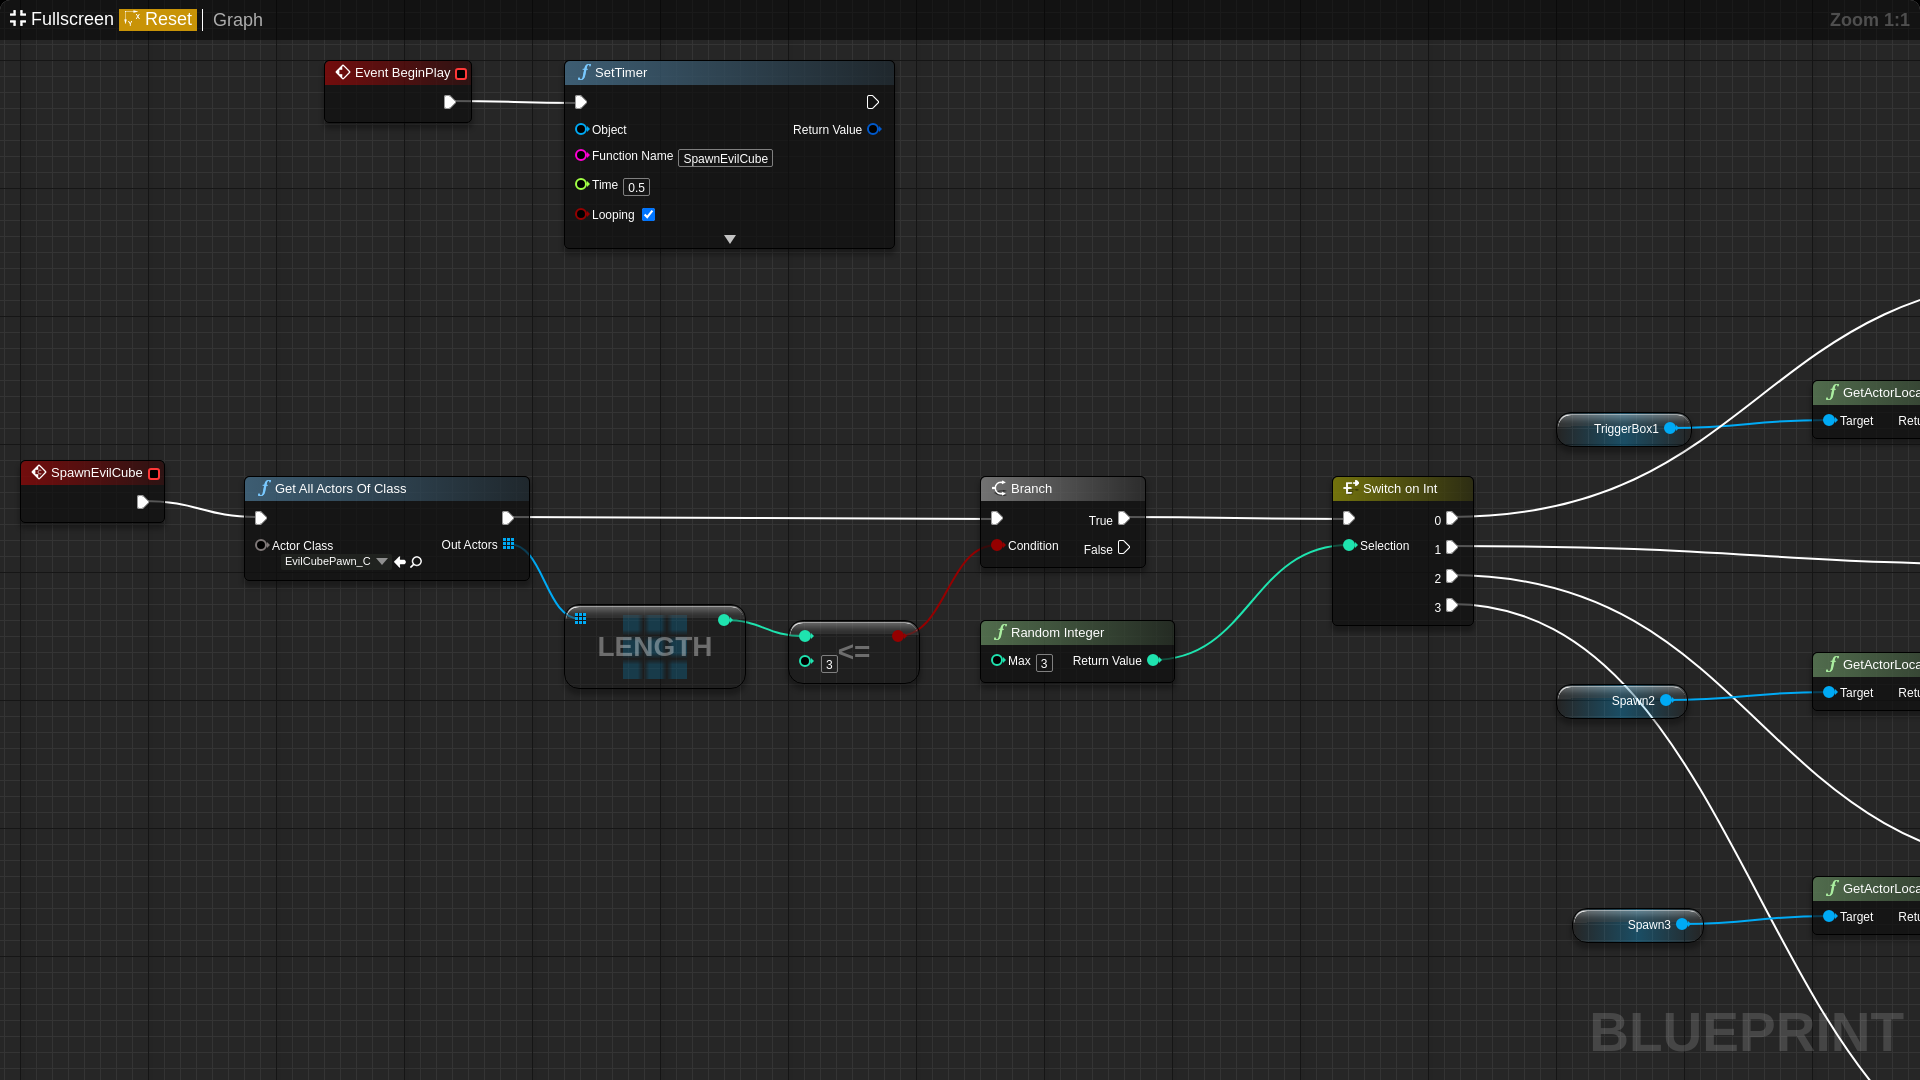 Fullscreen Reset Graph
Zoom 1:1
Event BeginPlay
SetTimer
Object
Return Value
Function Name SpawnEvilCube
Time 0.5
Looping
TriggerBox1
GetActorLoca
Target Retu
SpawnEvilCube
Get All Actors Of Class
Actor Class
EvilCubePawn_C
Out Actors
LENGTH
3 <=
Branch
True
Condition
False
Random Integer
Max 3 Return Value
Switch on Int
0
Selection 1
2
3
Spawn2
GetActorLoca
Target Retu
Spawn3
GetActorLoca
Target Retu
BLUEPRINT